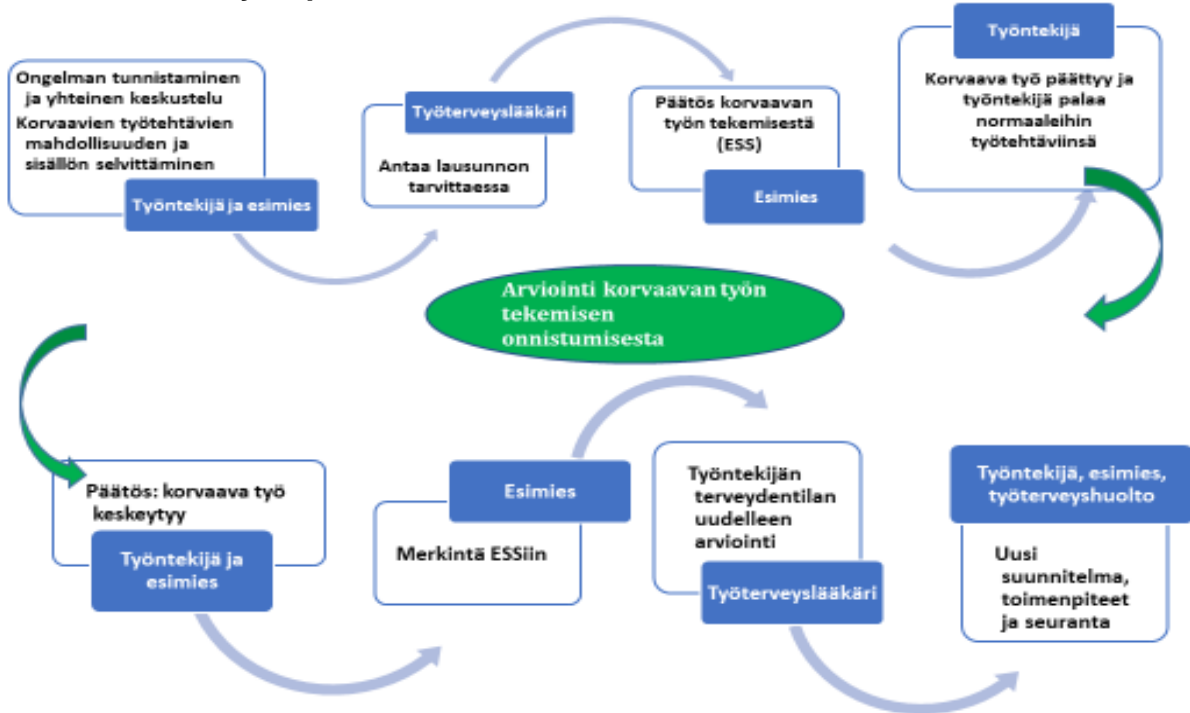 Ongelman tunnistaminen
ja yhteinen keskustelu
Korvaavien työtehtävien
mahdollisuuden ja
sisällön selvittäminen
Työntekijä ja esimies
Työterveyslääkäri
Antaa lausunnon
tarvittaessa
Päätös korvaavan
työn tekemisestä
(ESS)
Esimies
Työntekijä
Korvaava työ päättyy ja
työntekijä palaa
normaaleihin
työtehtäviinsä
Arviointi korvaavan työn
tekemisen
onnistumisesta
Päätös: korvaava työ
keskeytyy
Työntekijä ja
esimies
Esimies
Merkintä ESSiin
Työntekijän
terveydentilan
uudelleen
arviointi
Työterveyslääkäri
Työntekijä, esimies,
työterveyshuolto
Uusi
suunnitelma,
toimenpiteet
ja seuranta